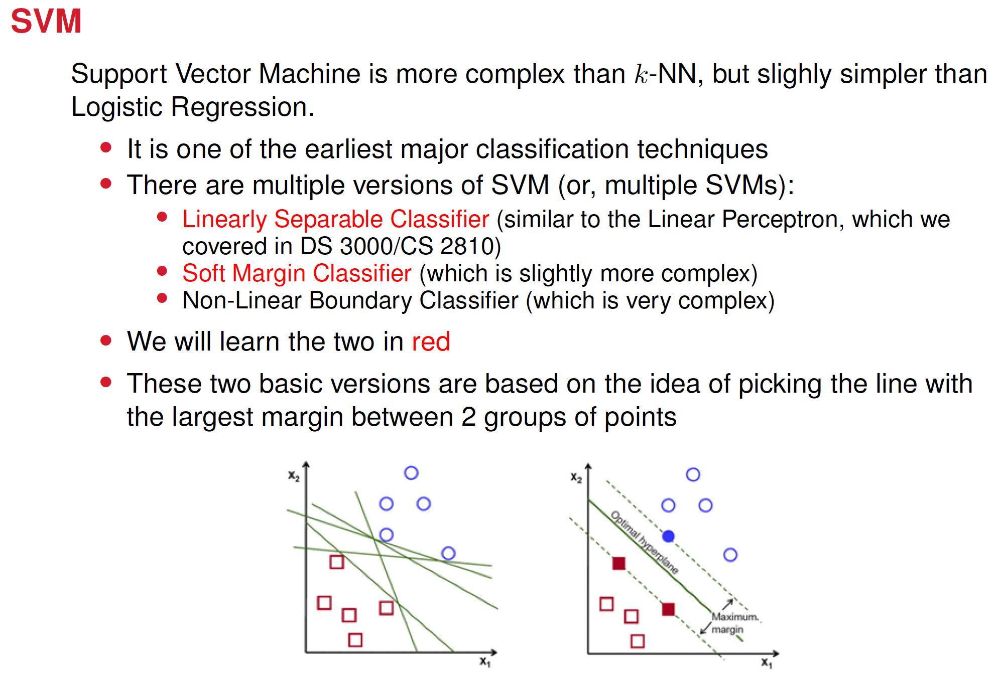 SVM
Support Vector Machine is more complex than k-NN, but slighly simpler than
Logistic Regression.
• It is one of the earliest major classification techniques
• There are multiple versions of SVM (or, multiple SVMs):
• Linearly Separable Classifier (similar to the Linear Perceptron, which we
covered in DS 3000/CS 2810)
• Soft Margin Classifier (which is slightly more complex)
• Non-Linear Boundary Classifier (which is very complex)
• We will learn the two in red
• These two basic versions are based on the idea of picking the line with
the largest margin between 2 groups of points
x₂
x₁
x₂
Optimal hyperplane
Maximum
margin
x₁